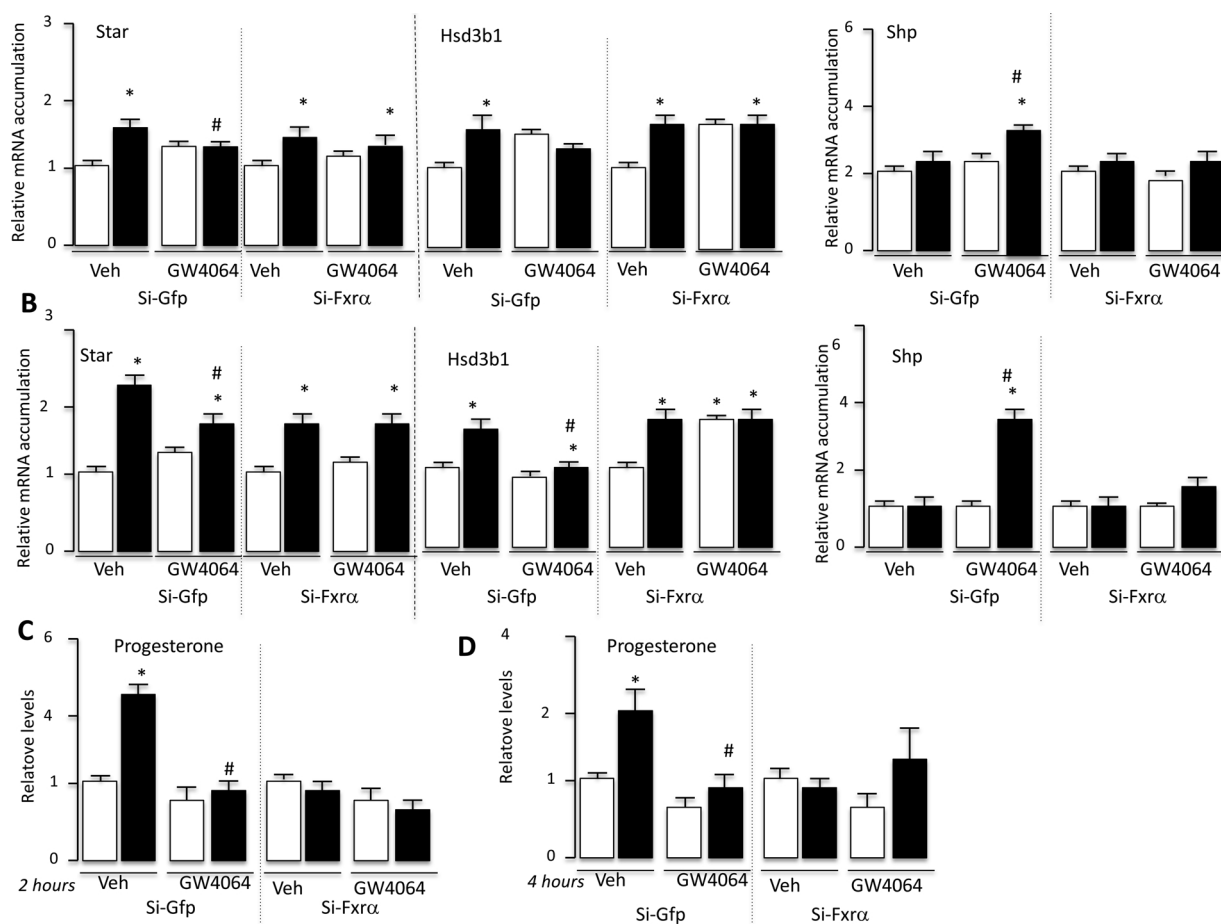 3
2
1
0
Relative mRNA accumulation
Star
*
#
*
*
Hsd3b1
*
*
*
Veh
GW4064
Veh
GW4064
Veh
GW4064
Veh
GW4064
Si-Gfp
Si-Fxrα
Si-Gfp
Si-Fxrα
6
4
2
0
Relative mRNA accumulation
Shp
#
*
Veh
GW4064
Veh
GW4064
Si-Gfp
Si-Fxrα
B
3
2
1
0
Relative mRNA accumulation
Star
*
#
*
*
*
Hsd3b1
*
#
*
*
*
*
Veh
GW4064
Veh
GW4064
Veh
GW4064
Veh
GW4064
Si-Gfp
Si-Fxrα
Si-Gfp
Si-Fxrα
6
4
2
0
Relative mRNA accumulation
Shp
#
*
Veh
GW4064
Veh
GW4064
Si-Gfp
Si-Fxrα
C
6
4
1
0
Relatove levels
Progesterone
*
#
2 hours
Veh
GW4064
Veh
GW4064
Si-Gfp
Si-Fxrα
D
4
2
1
0
Relatove levels
Progesterone
*
#
4 hours
Veh
GW4064
Veh
GW4064
Si-Gfp
Si-Fxrα